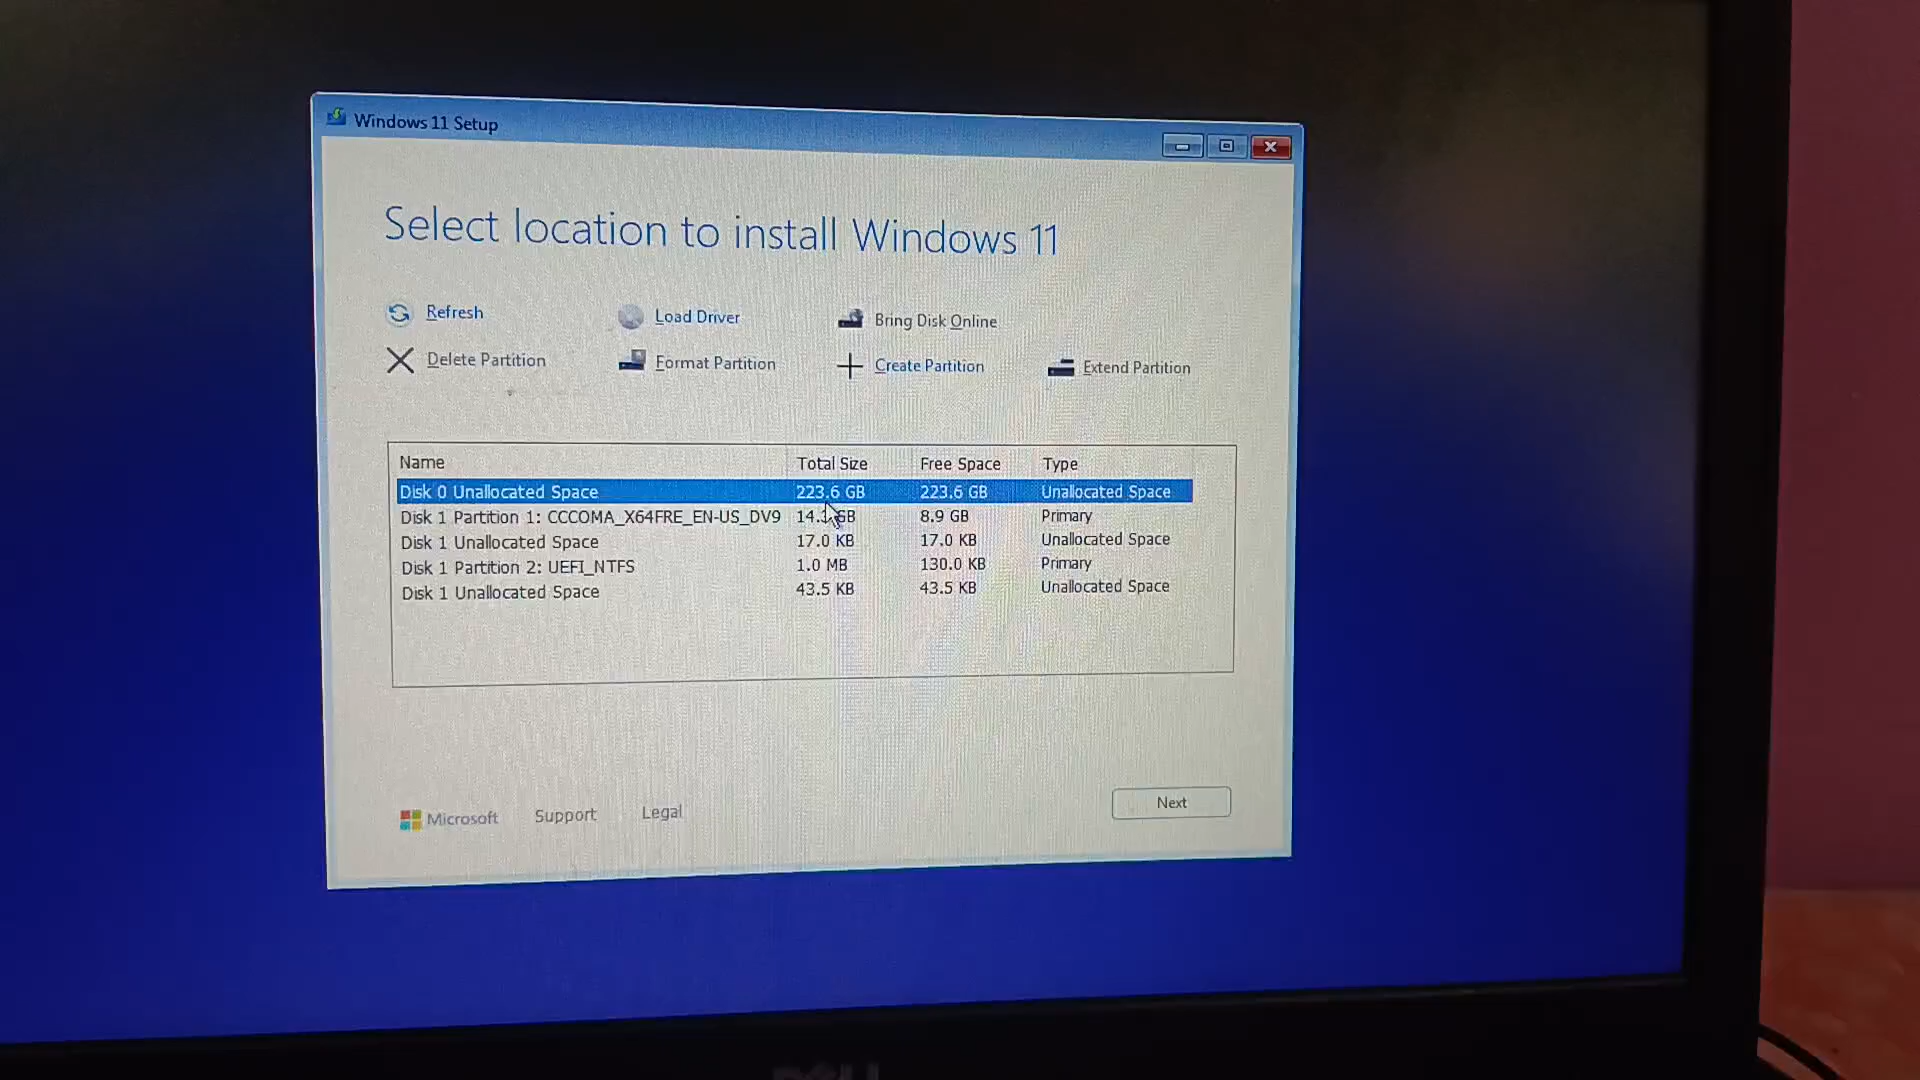 Windows 11 Setup
Select location to install Windows 11
Refresh Load Driver Bring Disk Online
Delete Partition Format Partition Create Partition Extend Partition
Name Total Size Free Space Type
Disk 0 Unallocated Space 223.6 GB 223.6 GB Unallocated Space
Disk 1 Partition 1: CCCOMA_X64FRE_EN-US_DV9 8.9 GB Primary
Disk 1 Unallocated Space 17.0 KB 17.0 KB Unallocated Space
Disk 1 Partition 2: UEFI_NTFS 1.0 MB 130.0 KB Primary
Disk 1 Unallocated Space 43.5 KB 43.5 KB Unallocated Space
Microsoft Support Legal Next